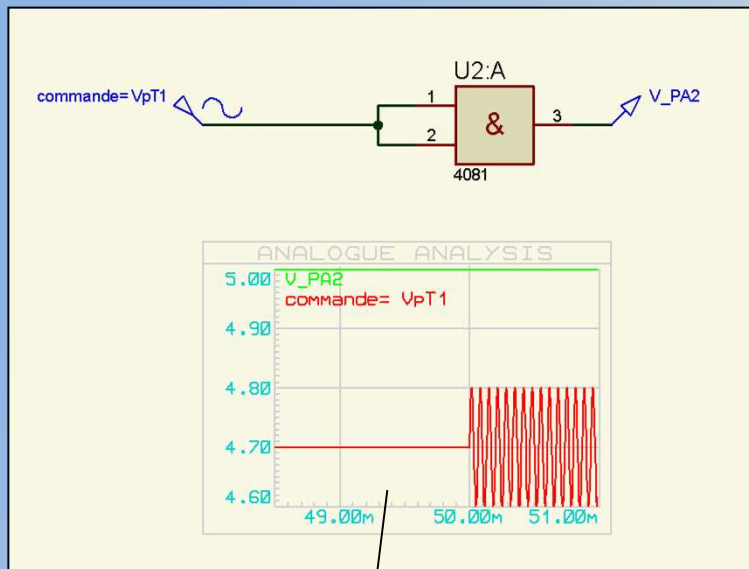 U2:A
commande= VpT1
1
2
&
3
V_PA2
4081
ANALOGUE ANALYSIS
5.00
V_PA2
commande= VpT1
4.90
4.80
4.70
4.60
49.00m 50.00m 51.00m